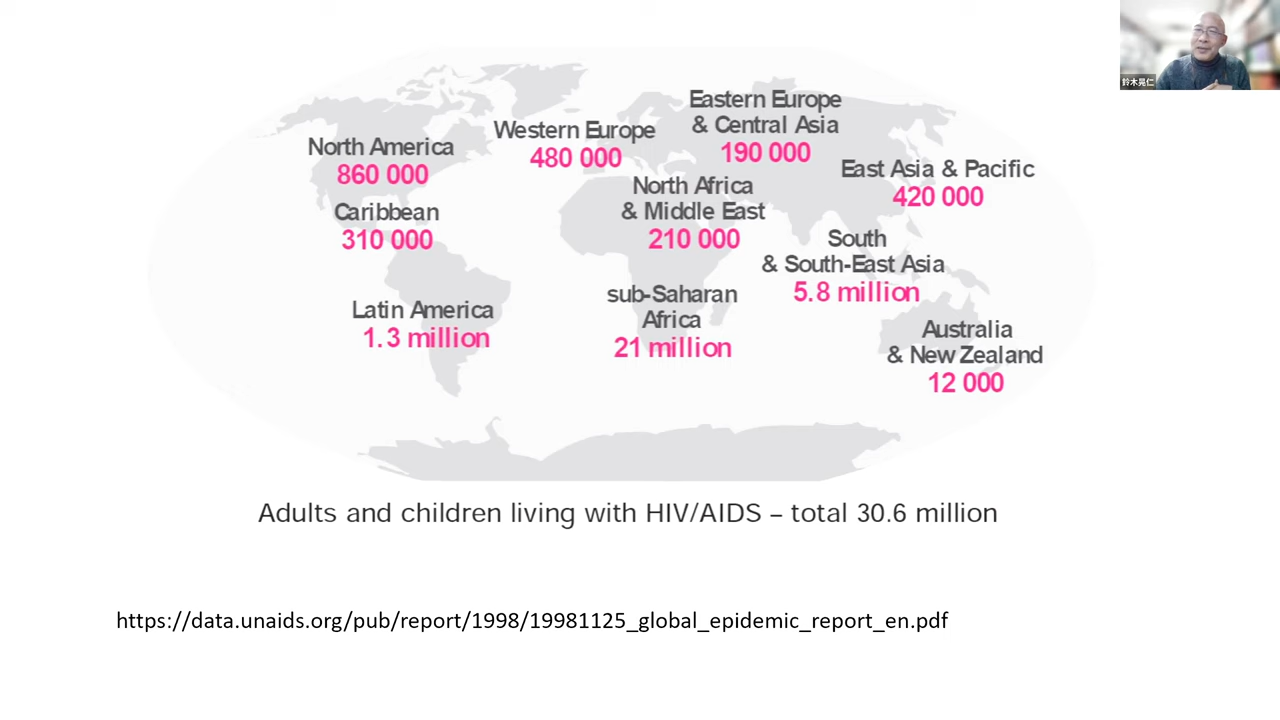 鈴木晃仁
Eastern Europe
& Central Asia
190 000
Western Europe
480 000
North America
860 000
East Asia & Pacific
420 000
North Africa
& Middle East
210 000
Caribbean
310 000
South
& South-East Asia
5.8 million
sub-Saharan
Africa
21 million
Latin America
1.3 million
Australia
& New Zealand
12 000
Adults and children living with HIV/AIDS – total 30.6 million
https://data.unaids.org/pub/report/1998/19981125_global_epidemic_report_en.pdf